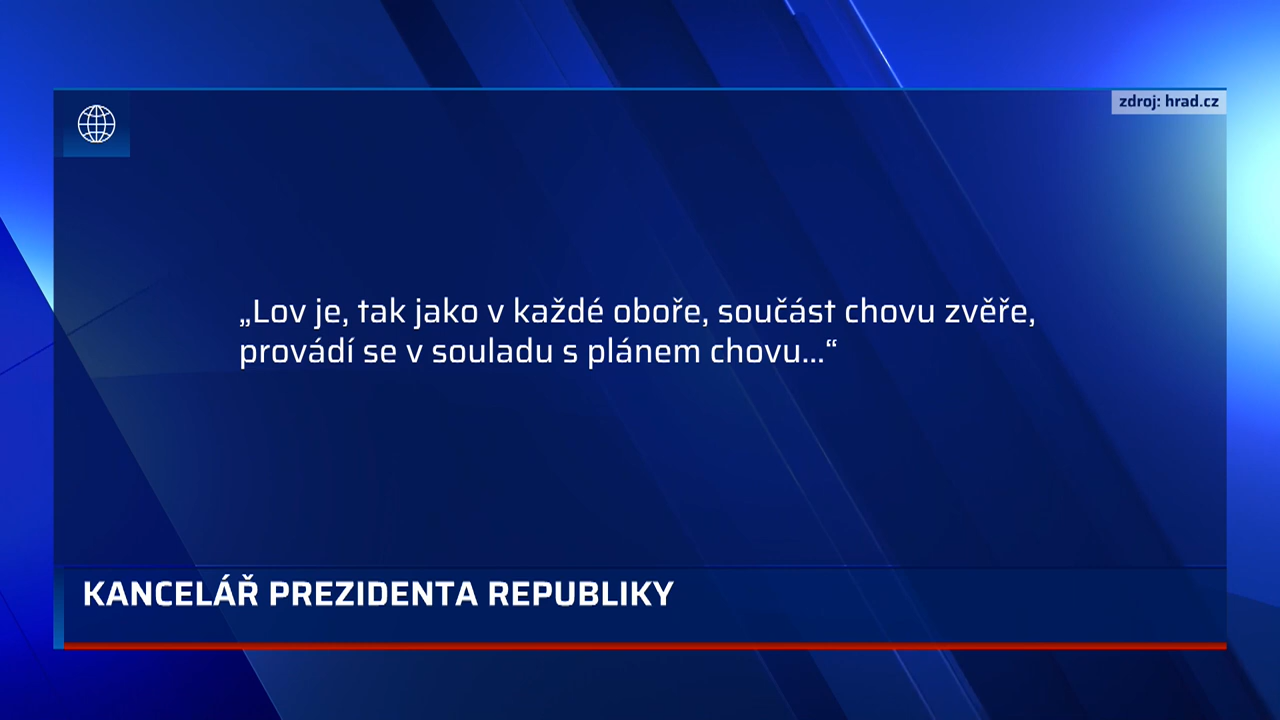 zdroj: hrad.cz
„Lov je, tak jako v každé oboře, součást chovu zvěře,
provádí se v souladu s plánem chovu...“
KANCELÁŘ PREZIDENTA REPUBLIKY